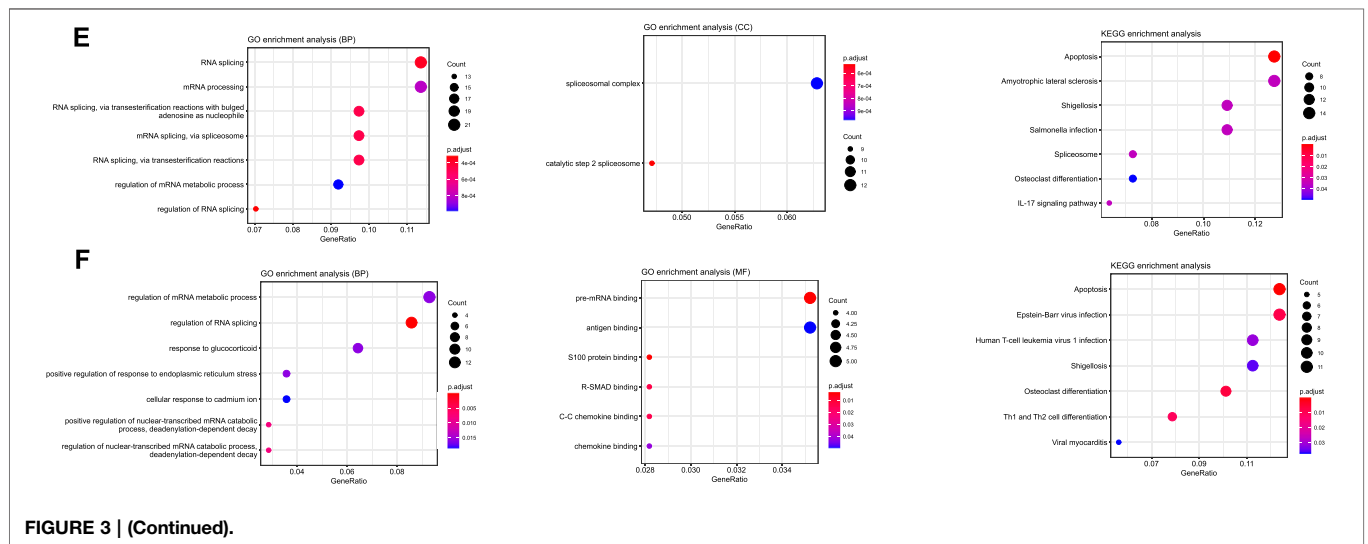 E
GO enrichment analysis (BP)
RNA splicing
mRNA processing
RNA splicing, via transesterification reactions with bulged
adenosine as nucleophile
mRNA splicing, via spliceosome
RNA splicing, via transesterification reactions
regulation of mRNA metabolic process
regulation of RNA splicing
0.07 0.08 0.09 0.10 0.11
GeneRatio
Count
13
15
17
19
21
p.adjust
4e-04
6e-04
8e-04
GO enrichment analysis (CC)
spliceosomal complex
catalytic step 2 spliceosome
0.050 0.055 0.060
GeneRatio
p.adjust
6e-04
7e-04
8e-04
9e-04
Count
9
10
11
12
KEGG enrichment analysis
Apoptosis
Amyotrophic lateral sclerosis
Shigellosis
Salmonella infection
Spliceosome
Osteoclast differentiation
IL-17 signaling pathway
0.08 0.10 0.12
GeneRatio
Count
8
10
12
14
p.adjust
0.01
0.02
0.03
0.04
F
GO enrichment analysis (BP)
regulation of mRNA metabolic process
regulation of RNA splicing
response to glucocorticoid
positive regulation of response to endoplasmic reticulum stress
cellular response to cadmium ion
positive regulation of nuclear-transcribed mRNA catabolic
process, deadenylation-dependent decay
regulation of nuclear-transcribed mRNA catabolic process,
deadenylation-dependent decay
0.04 0.06 0.08
GeneRatio
Count
4
6
8
10
12
p.adjust
0.005
0.010
0.015
GO enrichment analysis (MF)
pre-mRNA binding
antigen binding
S100 protein binding
R-SMAD binding
C-C chemokine binding
chemokine binding
0.028 0.030 0.032 0.034
GeneRatio
Count
4.00
4.25
4.50
4.75
5.00
p.adjust
0.01
0.02
0.03
0.04
KEGG enrichment analysis
Apoptosis
Epstein-Barr virus infection
Human T-cell leukemia virus 1 infection
Shigellosis
Osteoclast differentiation
Th1 and Th2 cell differentiation
Viral myocarditis
0.07 0.09 0.11
GeneRatio
Count
5
6
7
8
9
10
11
p.adjust
0.01
0.02
0.03
FIGURE 3 | (Continued).